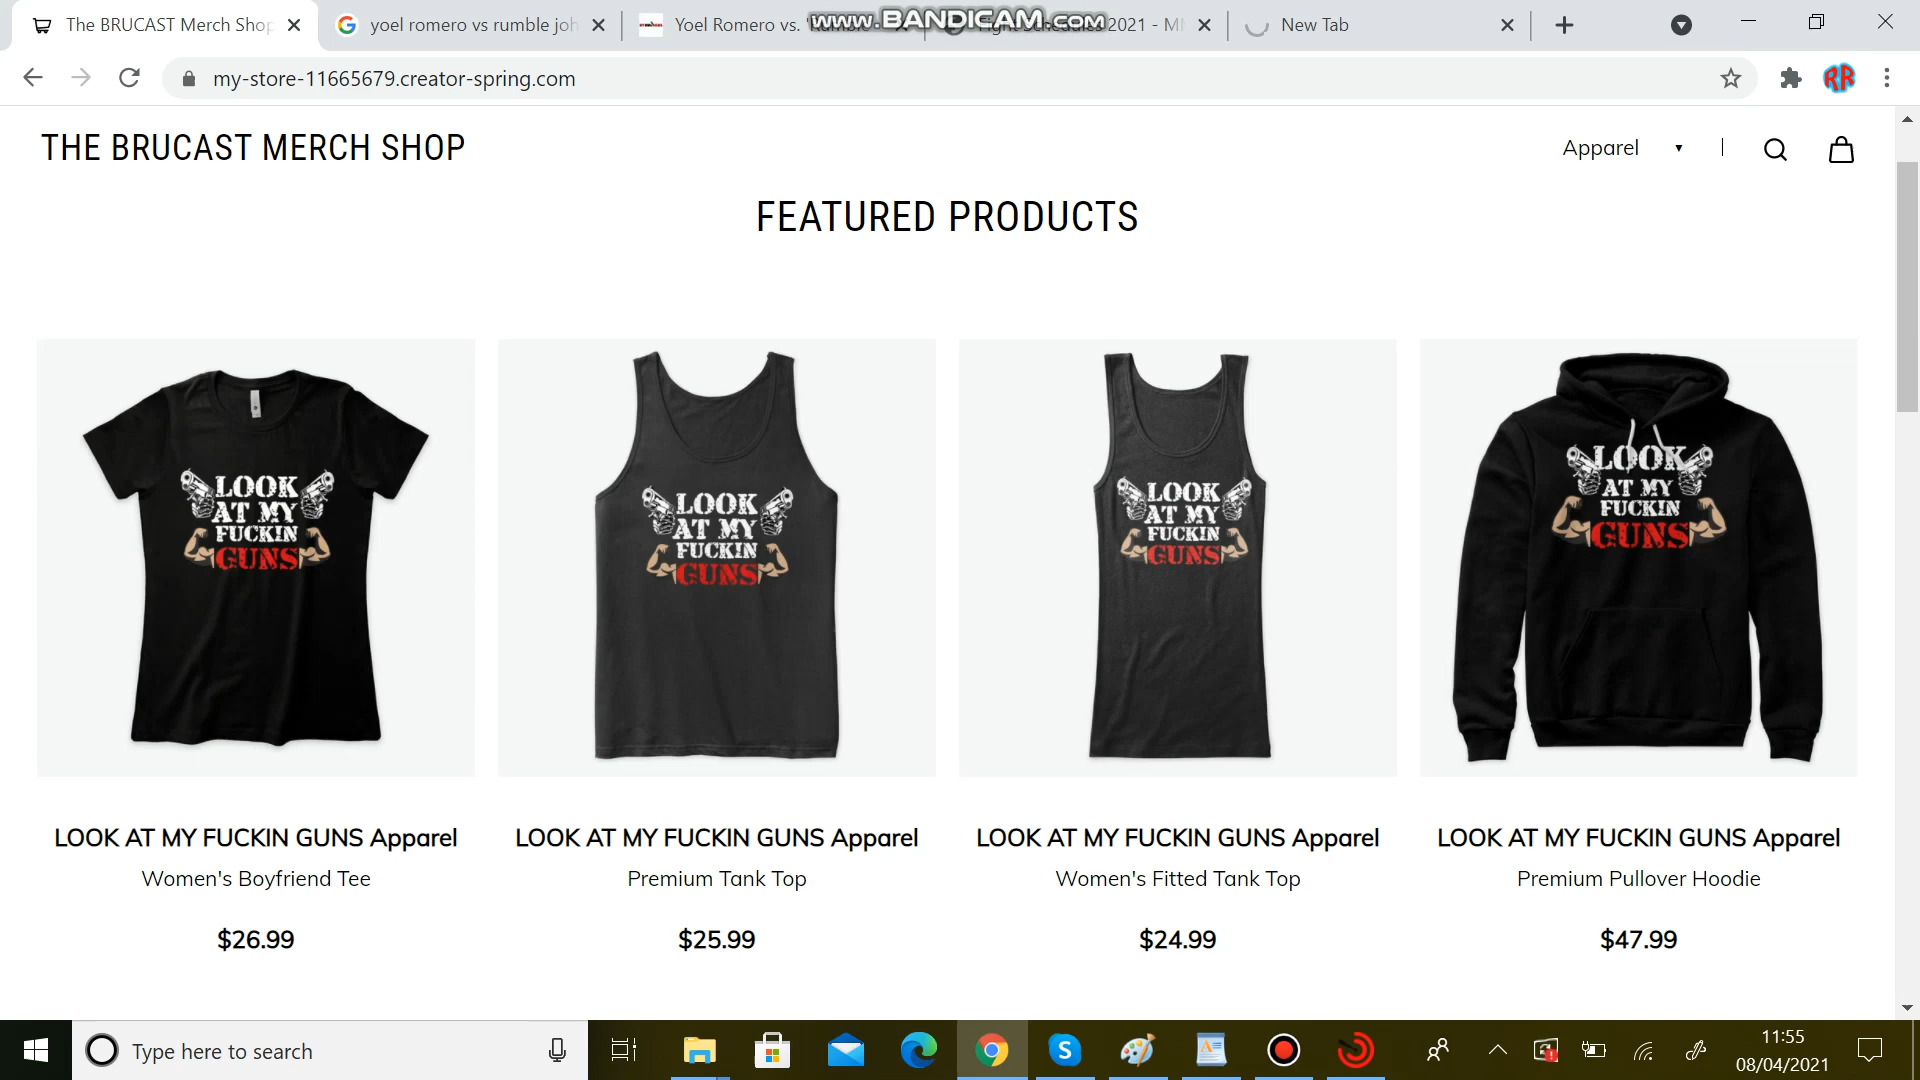 The BRUCAST Merch Shop
yoel romero vs rumble joh
Yoel Romero vs. 'Rumble'
Fight Schedules 2021 - M
New Tab
www.BANDICAM.COM
my-store-11665679.creator-spring.com
RR
THE BRUCAST MERCH SHOP
Apparel
FEATURED PRODUCTS
LOOK
AT MY
FUCKIN
GUNS
LOOK
AT MY
FUCKIN
GUNS
LOOK
AT MY
FUCKIN
GUNS
LOOK
AT MY
FUCKIN
GUNS
LOOK AT MY FUCKIN GUNS Apparel
Women's Boyfriend Tee
$26.99
LOOK AT MY FUCKIN GUNS Apparel
Premium Tank Top
$25.99
LOOK AT MY FUCKIN GUNS Apparel
Women's Fitted Tank Top
$24.99
LOOK AT MY FUCKIN GUNS Apparel
Premium Pullover Hoodie
$47.99
Type here to search
11:55
08/04/2021